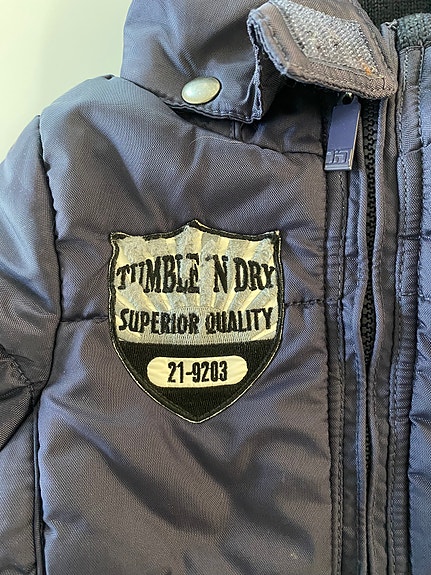 TUMBLE 'N DRY
SUPERIOR QUALITY
21-9203